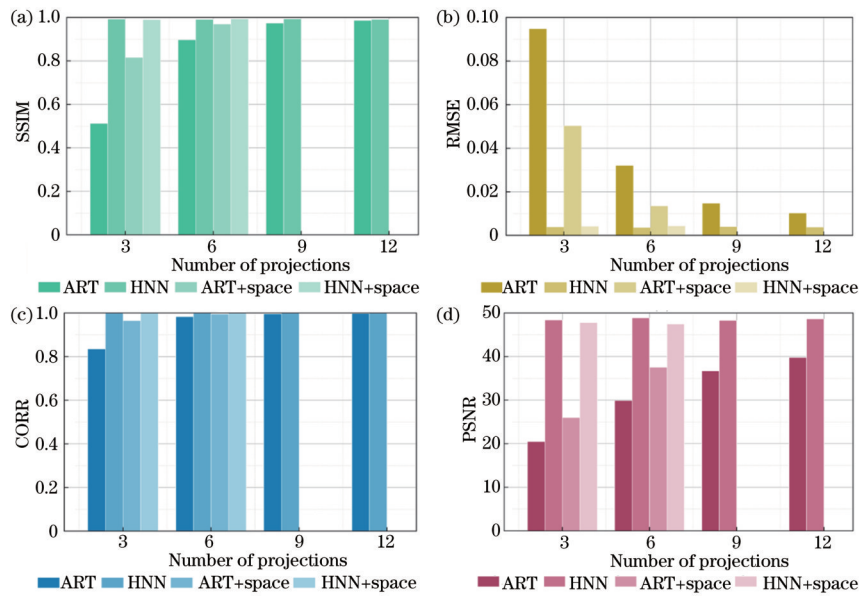 (a)
1.0
0.8
0.6
0.4
0.2
0
SSIM
3 6 9 12
Number of projections
ART HNN ART+space HNN+space
(b)
0.10
0.08
0.06
0.04
0.02
0
RMSE
3 6 9 12
Number of projections
ART HNN ART+space HNN+space
(c)
1.0
0.8
0.6
0.4
0.2
0
CORR
3 6 9 12
Number of projections
ART HNN ART+space HNN+space
(d)
50
40
30
20
10
0
PSNR
3 6 9 12
Number of projections
ART HNN ART+space HNN+space